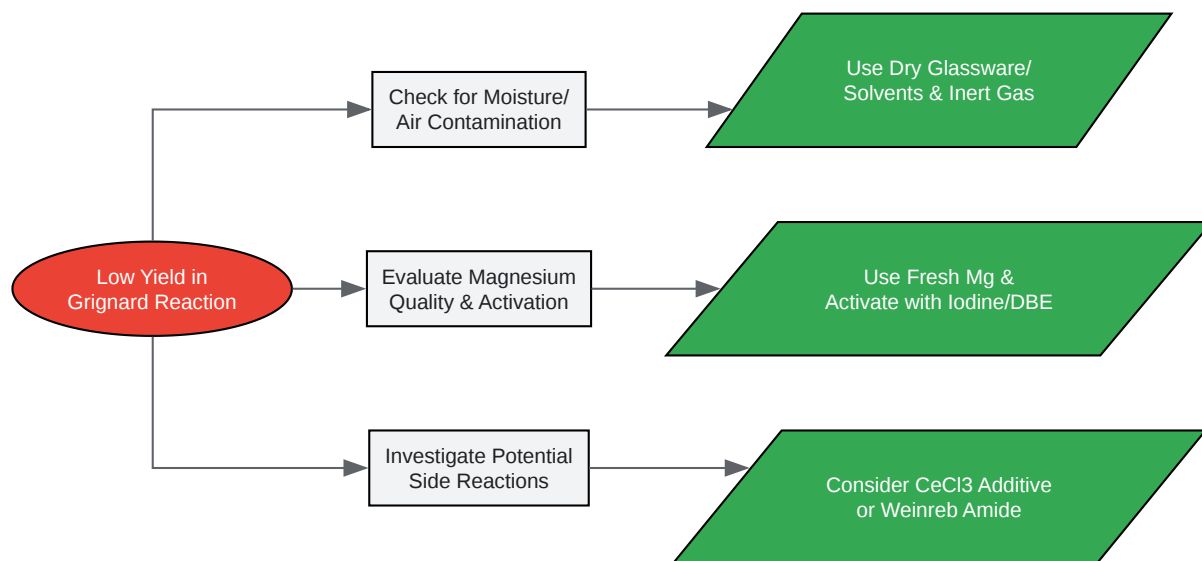 Low Yield in
Grignard Reaction
Check for Moisture/
Air Contamination
Use Dry Glassware/
Solvents & Inert Gas
Evaluate Magnesium
Quality & Activation
Use Fresh Mg &
Activate with Iodine/DBE
Investigate Potential
Side Reactions
Consider CeCl3 Additive
or Weinreb Amide